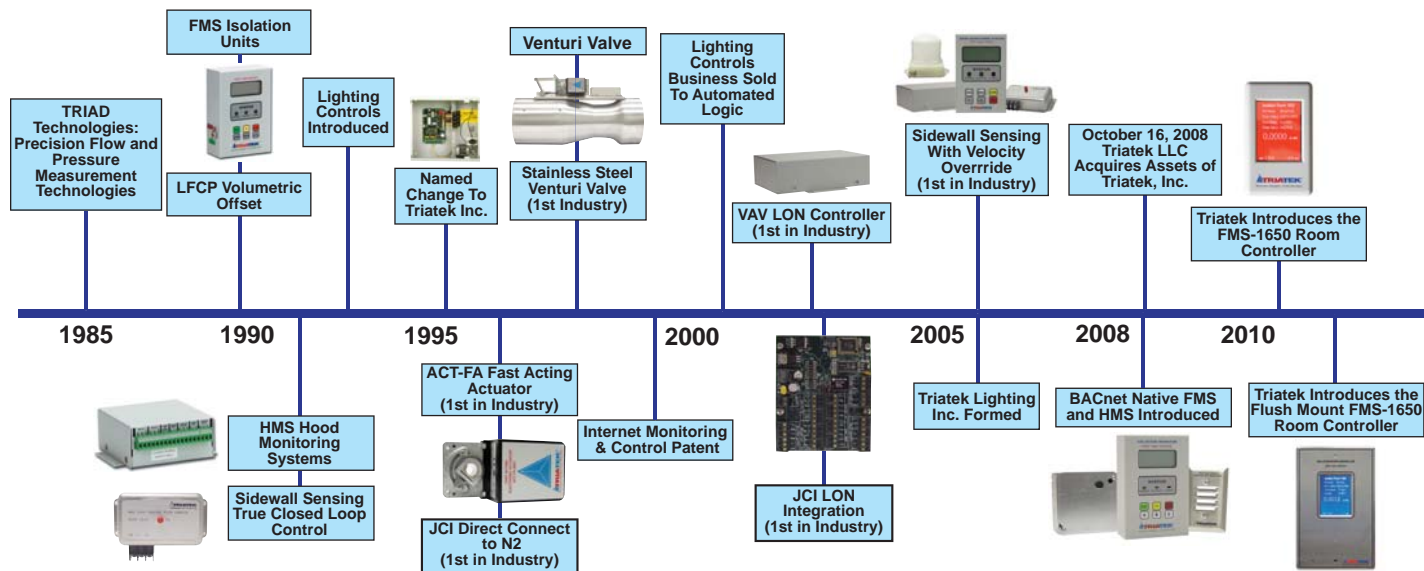 TRIAD
Technologies:
Precision Flow and
Pressure
Measurement
Technologies
FMS Isolation
Units
LFCP Volumetric
Offset
Lighting
Controls
Introduced
Named
Change To
Triatek Inc.
Venturi Valve
Stainless Steel
Venturi Valve
(1st Industry)
Lighting
Controls
Business Sold
To Automated
Logic
VAV LON Controller
(1st in Industry)
Sidewall Sensing
With Velocity
Overrride
(1st in Industry)
October 16, 2008
Triatek LLC
Acquires Assets of
Triatek, Inc.
TRIATEK
Triatek Introduces the
FMS-1650 Room
Controller
1985
1990
1995
2000
2005
2008
2010
HMS Hood
Monitoring
Systems
Sidewall Sensing
True Closed Loop
Control
ACT-FA Fast Acting
Actuator
(1st in Industry)
TRIATEK
JCI Direct Connect
to N2
(1st in Industry)
Internet Monitoring
& Control Patent
JCI LON
Integration
(1st in Industry)
Triatek Lighting
Inc. Formed
BACnet Native FMS
and HMS Introduced
TRIATEK
Triatek Introduces the
Flush Mount FMS-1650
Room Controller
TRIATEK